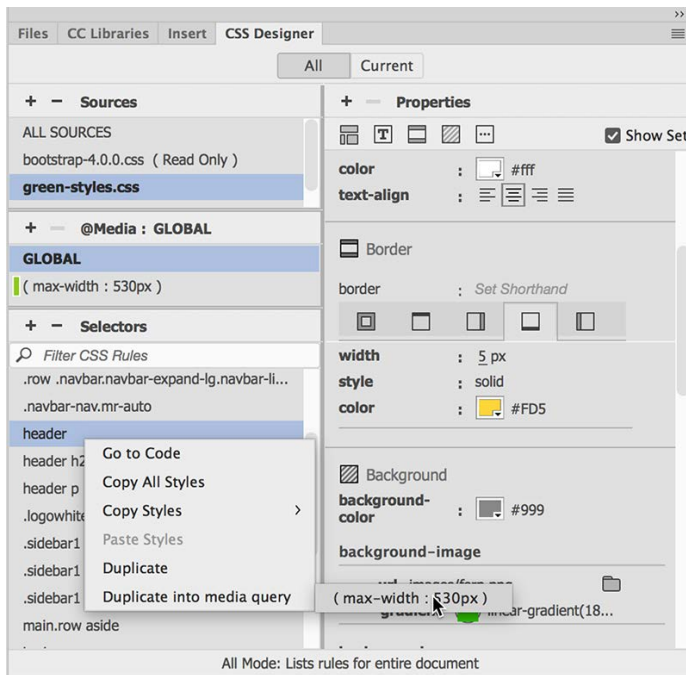 Files CC Libraries Insert CSS Designer
All Current
+ − Sources
ALL SOURCES
bootstrap-4.0.0.css ( Read Only )
green-styles.css
+ − @Media : GLOBAL
GLOBAL
( max-width : 530px )
+ − Selectors
Filter CSS Rules
.row .navbar.navbar-expand-lg.navbar-li...
.navbar-nav.mr-auto
header
header h2
header p
.logowhite
.sidebar1
.sidebar1
.sidebar1
main.row aside
Go to Code
Copy All Styles
Copy Styles >
Paste Styles
Duplicate
Duplicate into media query
( max-width : 530px )
+ − Properties
T Show Set
color : #fff
text-align :
Border
border : Set Shorthand
width : 5 px
style : solid
color : #FD5
Background
background-
color : #999
background-image
linear-gradient(18...
All Mode: Lists rules for entire document